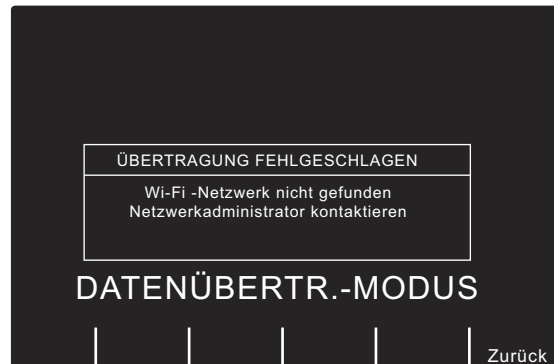 ÜBERTRAGUNG FEHLGESCHLAGEN
Wi-Fi -Netzwerk nicht gefunden
Netzwerkadministrator kontaktieren
DATENÜBERTR.-MODUS
Zurück